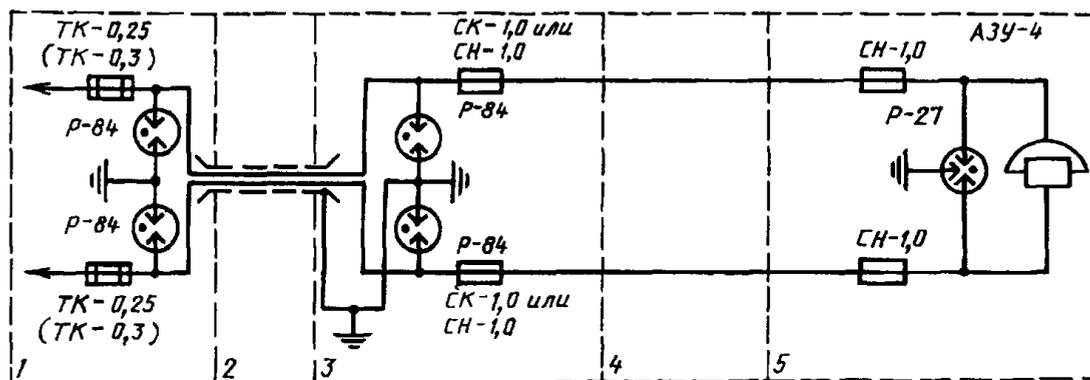 ТК-0,25
(ТК-0,3)
Р-84
Р-84
ТК-0,25
(ТК-0,3)
СК-1,0 или
СН-1,0
Р-84
Р-84
СК-1,0 или
СН-1,0
СН-1,0
АЗУ-4
Р-27
СН-1,0
1
2
3
4
5